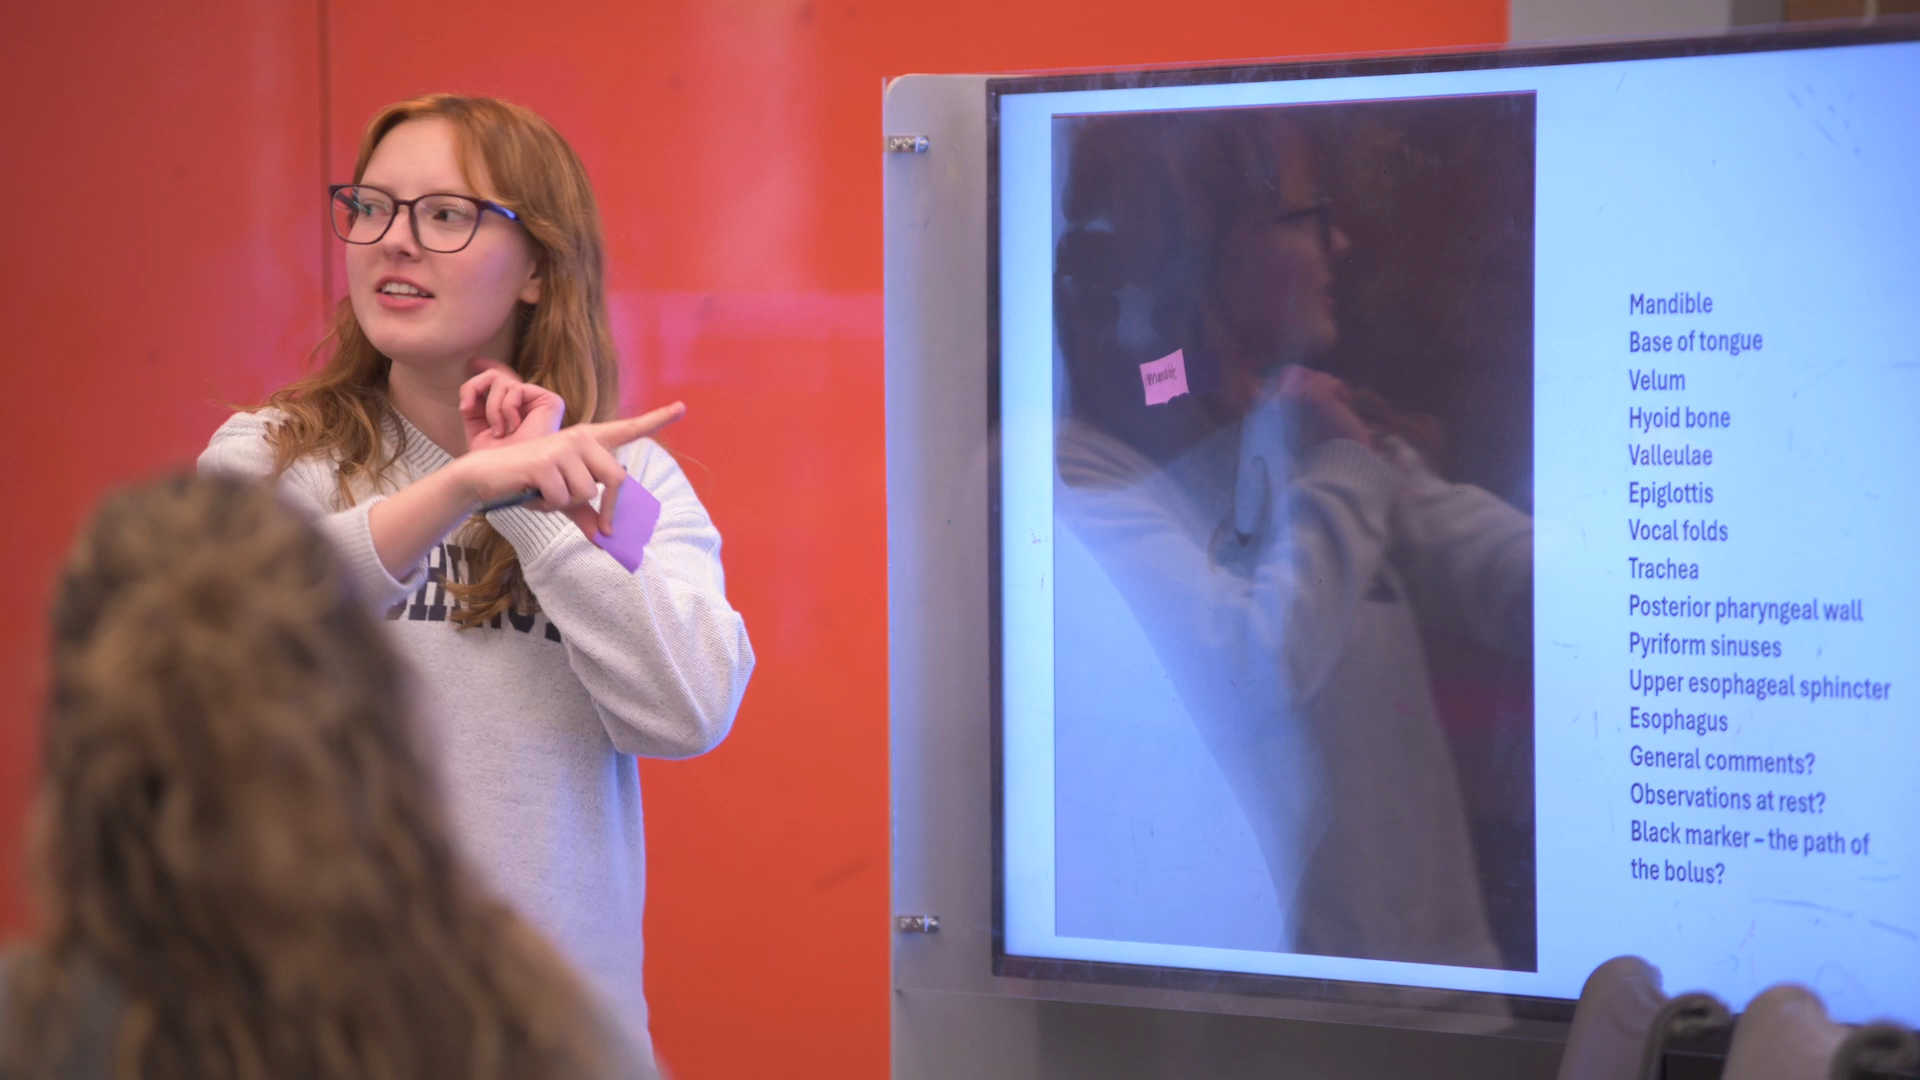 Mandible
Base of tongue
Velum
Hyoid bone
Valleulae
Epiglottis
Vocal folds
Trachea
Posterior pharyngeal wall
Pyriform sinuses
Upper esophageal sphincter
Esophagus
General comments?
Observations at rest?
Black marker – the path of
the bolus?
mandible